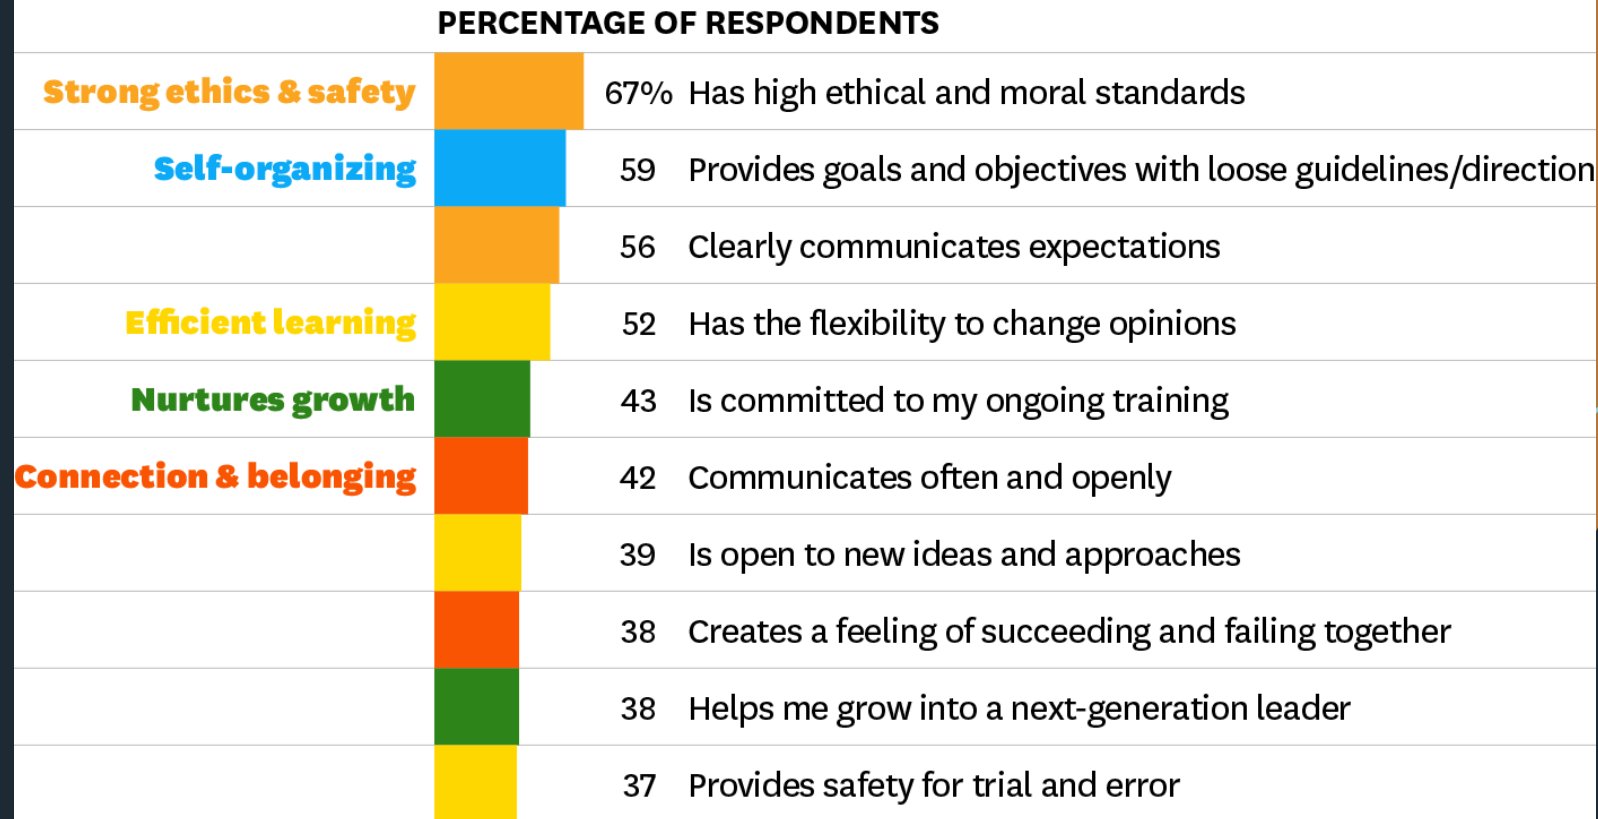 PERCENTAGE OF RESPONDENTS
Strong ethics & safety 67% Has high ethical and moral standards
Self-organizing 59 Provides goals and objectives with loose guidelines/direction
56 Clearly communicates expectations
Efficient learning 52 Has the flexibility to change opinions
Nurtures growth 43 Is committed to my ongoing training
Connection & belonging 42 Communicates often and openly
39 Is open to new ideas and approaches
38 Creates a feeling of succeeding and failing together
38 Helps me grow into a next-generation leader
37 Provides safety for trial and error